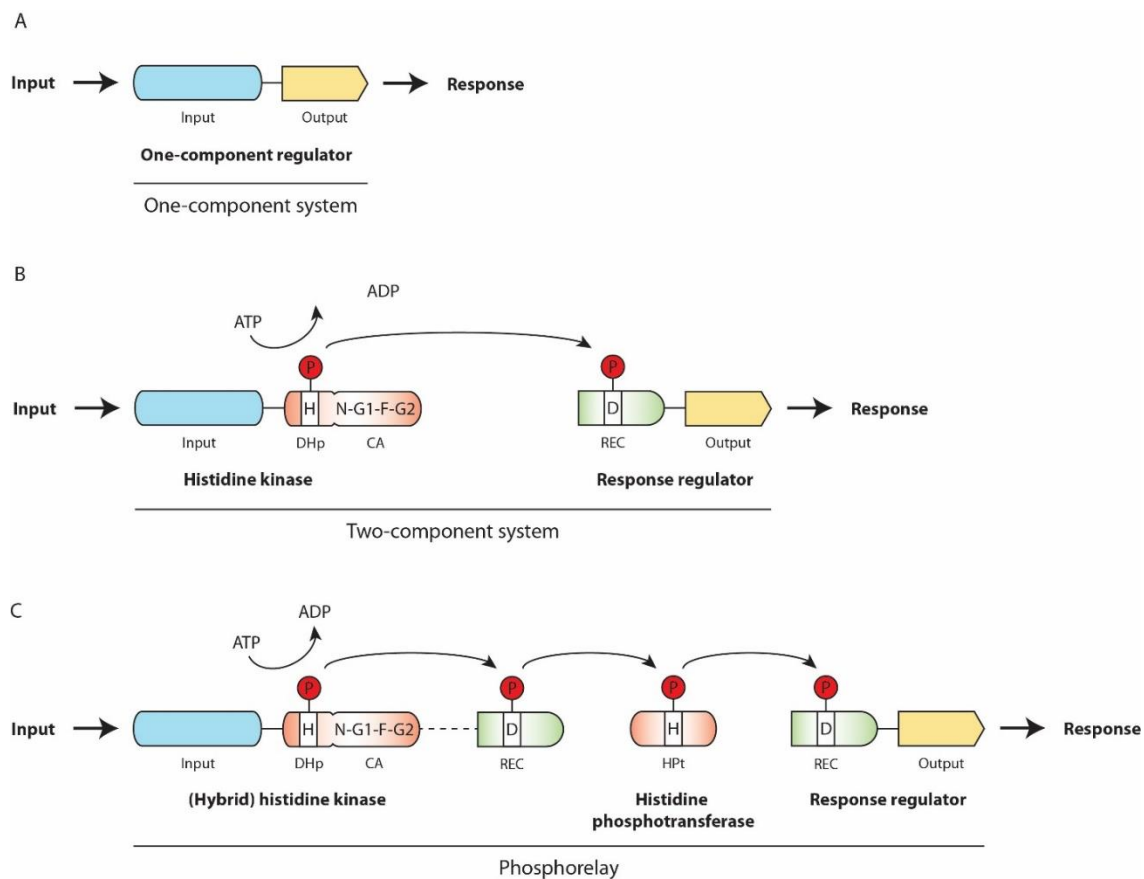 A
Input Response
Input Output
One-component regulator
One-component system
B
ADP
ATP
P P
Input H N-G1-F-G2 D Response
Input DHp CA REC Output
Histidine kinase Response regulator
Two-component system
C
ADP
ATP
P P P P
Input H N-G1-F-G2 D H D Response
Input DHp CA REC HPt REC Output
(Hybrid) histidine kinase Histidine Response regulator
phosphotransferase
Phosphorelay